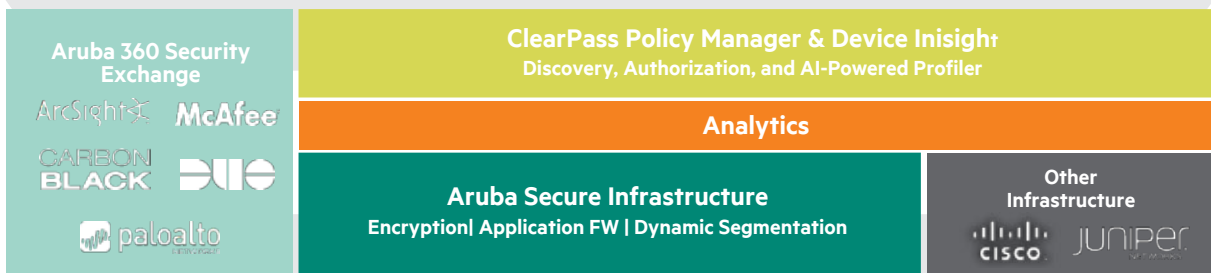 Aruba 360 Security
Exchange
ArcSight
McAfee
CARBON
BLACK
DUO
paloalto
ClearPass Policy Manager & Device Inisight
Discovery, Authorization, and AI-Powered Profiler
Analytics
Aruba Secure Infrastructure
Encryption| Application FW | Dynamic Segmentation
Other
Infrastructure
CISCO
JUNIPER
NETWORKS